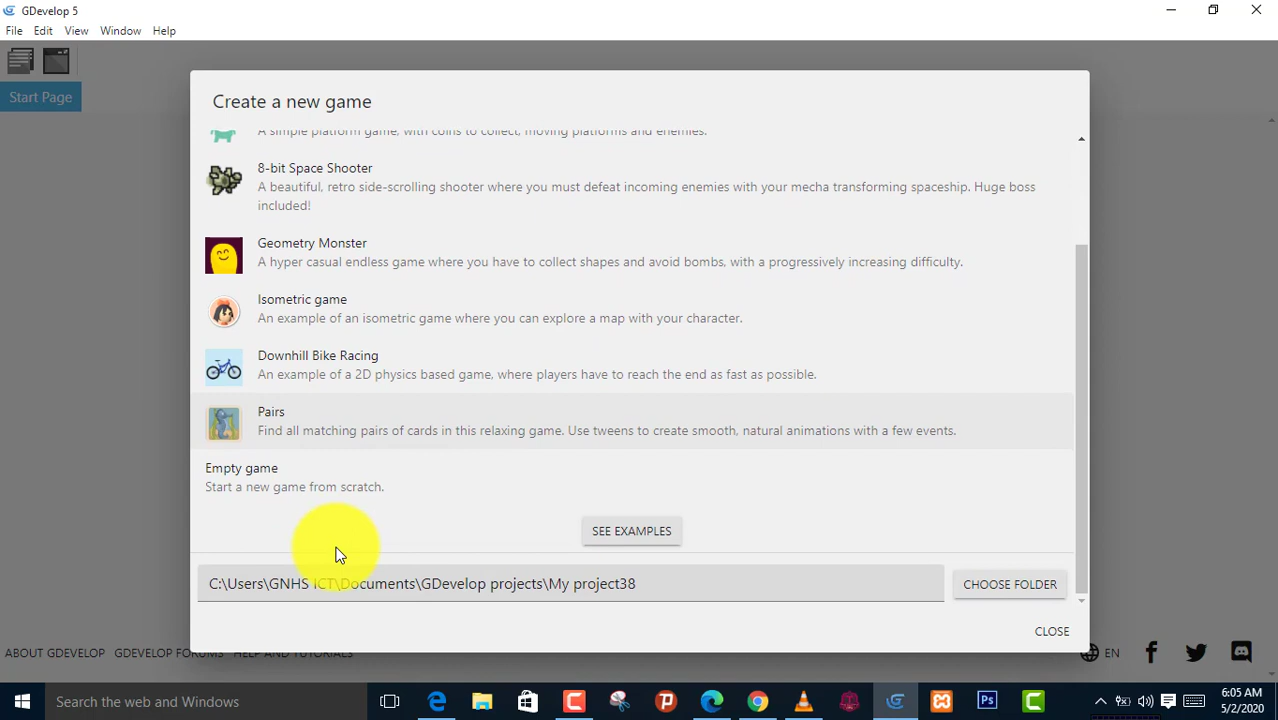 GDevelop 5
File Edit View Window Help
Start Page
Create a new game
A simple platform game, with coins to collect, moving platforms and enemies.
8-bit Space Shooter
A beautiful, retro side-scrolling shooter where you must defeat incoming enemies with your mecha transforming spaceship. Huge boss
included!
Geometry Monster
A hyper casual endless game where you have to collect shapes and avoid bombs, with a progressively increasing difficulty.
Isometric game
An example of an isometric game where you can explore a map with your character.
Downhill Bike Racing
An example of a 2D physics based game, where players have to reach the end as fast as possible.
Pairs
Find all matching pairs of cards in this relaxing game. Use tweens to create smooth, natural animations with a few events.
Empty game
Start a new game from scratch.
SEE EXAMPLES
C:\Users\GNHS ICT\Documents\GDevelop projects\My project38
CHOOSE FOLDER
CLOSE
ABOUT GDEVELOP GDEVELOP FORUMS HELP AND TUTORIALS
EN
Search the web and Windows
Ps
6:05 AM
5/2/2020